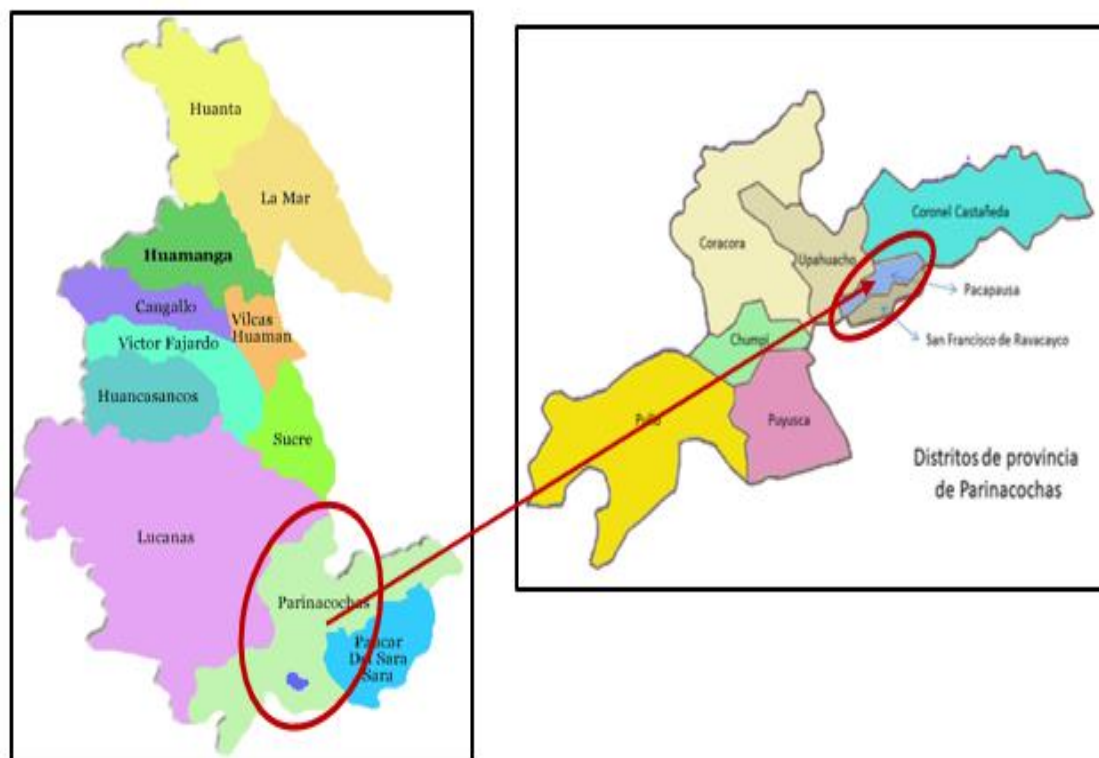 Huanta
La Mar
Huamanga
Cangallo
Vilcas
Huaman
Victor Fajardo
Huancasancos
Sucre
Lucanas
Parinacochas
Paucar
Del Sara
Sara
Coronel Castañeda
Coracora
Upahuacho
Pacapausa
San Francisco de Ravacayco
Chumpi
Pullo
Puyusca
Distritos de provincia
de Parinacochas